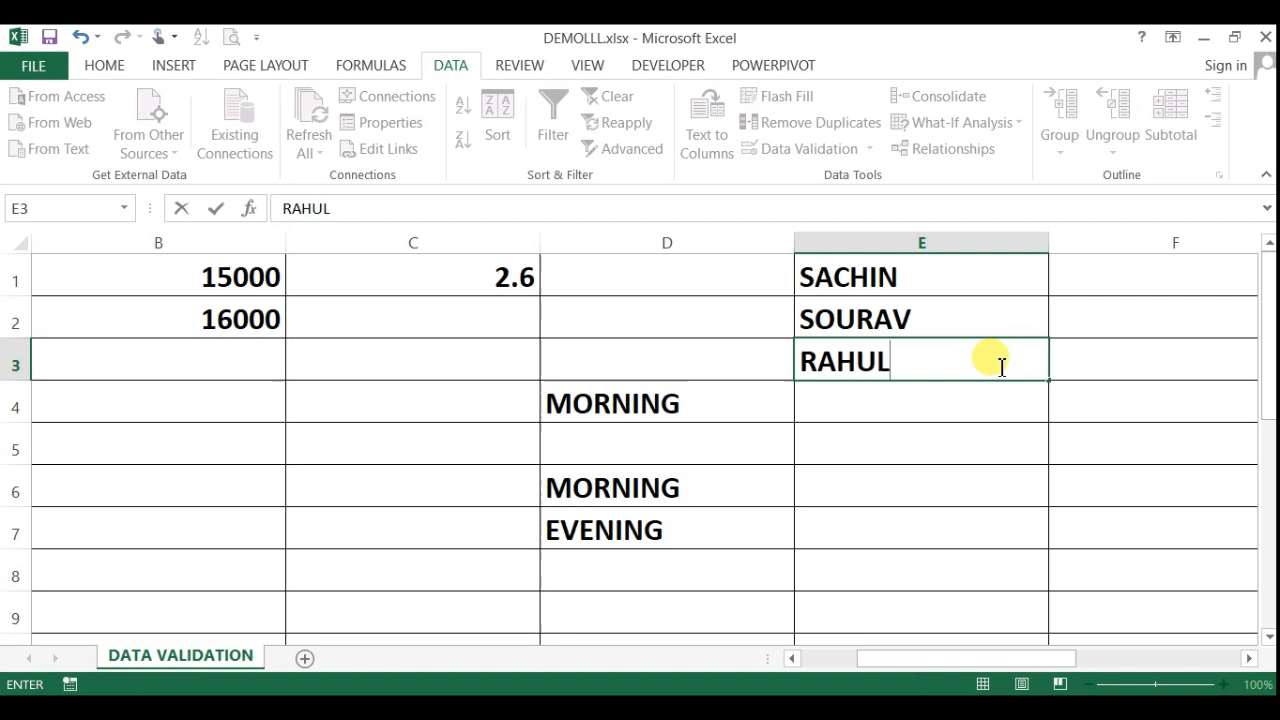 DEMOLLL.xlsx - Microsoft Excel
?
FILE HOME INSERT PAGE LAYOUT FORMULAS DATA REVIEW VIEW DEVELOPER POWERPIVOT Sign in
From Access
From Web
From Text
From Other
Sources
Existing
Connections
Get External Data
Refresh
All
Connections
Properties
Edit Links
Connections
Sort
Filter
Clear
Reapply
Advanced
Sort & Filter
Text to
Columns
Flash Fill
Remove Duplicates
Data Validation
Consolidate
What-If Analysis
Relationships
Data Tools
Group
Ungroup
Subtotal
Outline
E3 fx RAHUL
B C D E F
1 15000 2.6 SACHIN
2 16000 SOURAV
3 RAHUL
4 MORNING
5
6 MORNING
7 EVENING
8
9
DATA VALIDATION
ENTER 100%